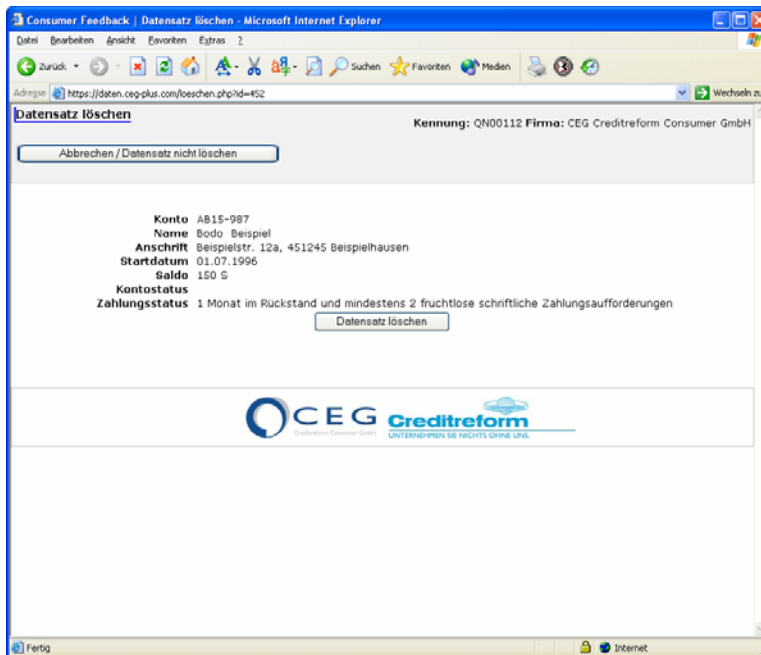 Consumer Feedback | Datensatz löschen - Microsoft Internet Explorer
Datei Bearbeiten Ansicht Favoriten Extras ?
Zurück Suchen Favoriten Medien
Adresse https://daten.ceg-plus.com/loeschen.php?id=452 Wechseln zu
Datensatz löschen
Kennung: QN00112 Firma: CEG Creditreform Consumer GmbH
Abbrechen / Datensatz nicht löschen
Konto AB15-987
Name Bodo Beispiel
Anschrift Beispielstr. 12a, 451245 Beispielhausen
Startdatum 01.07.1996
Saldo 150 S
Kontostatus
Zahlungsstatus 1 Monat im Rückstand und mindestens 2 fruchtlose schriftliche Zahlungsaufforderungen
Datensatz löschen
CEG Creditreform
Creditreform Consumer GmbH UNTERNEHMEN SIE NICHTS OHNE UNS.
Fertig Internet